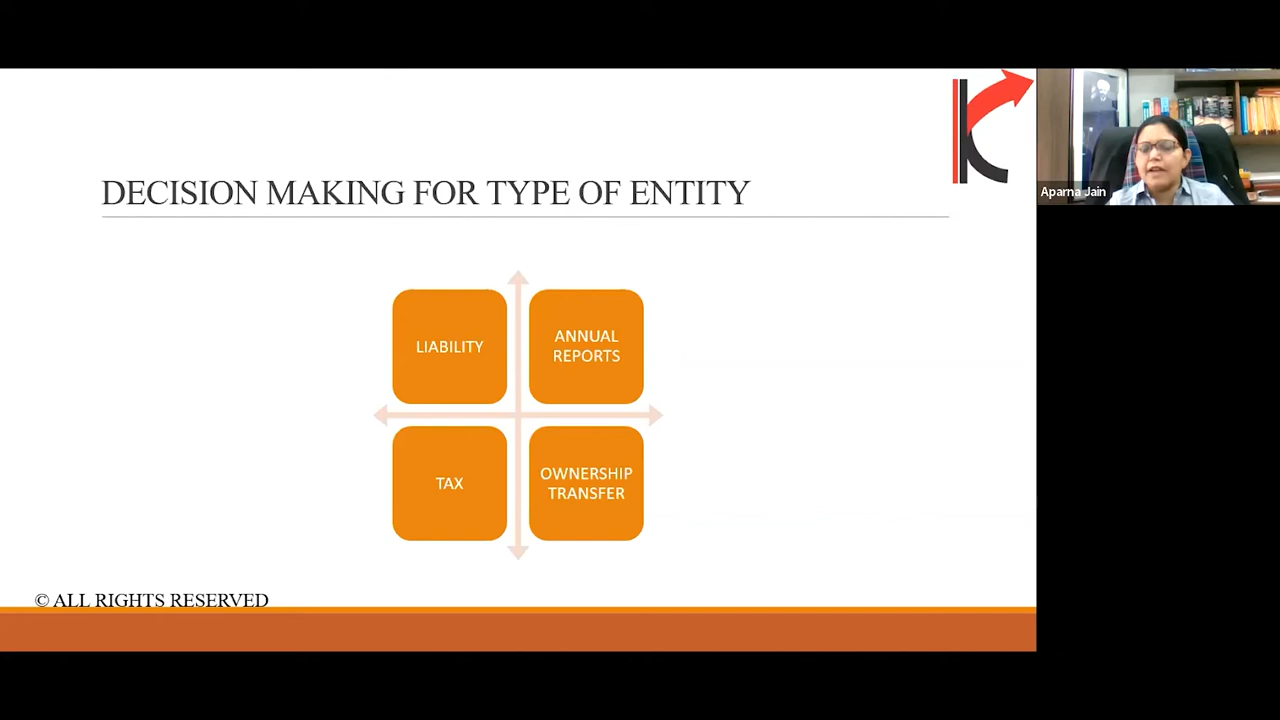 DECISION MAKING FOR TYPE OF ENTITY
Aparna Jain
LIABILITY
ANNUAL
REPORTS
TAX
OWNERSHIP
TRANSFER
© ALL RIGHTS RESERVED